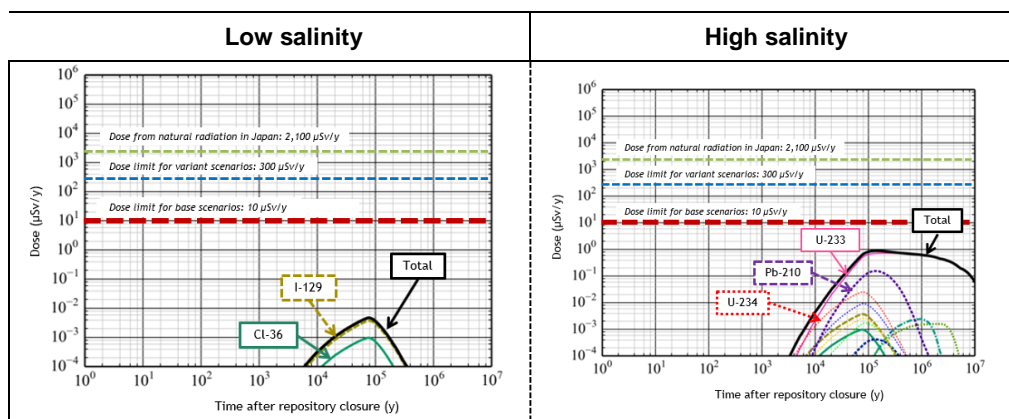 Low salinity
High salinity
10⁶
10⁵
10⁴
10³
10²
10¹
10⁰
10⁻¹
10⁻²
10⁻³
10⁻⁴
Dose (μSv/y)
Dose from natural radiation in Japan: 2,100 μSv/y
Dose limit for variant scenarios: 300 μSv/y
Dose limit for base scenarios: 10 μSv/y
Total
I-129
Cl-36
10⁰ 10¹ 10² 10³ 10⁴ 10⁵ 10⁶ 10⁷
Time after repository closure (y)
10⁶
10⁵
10⁴
10³
10²
10¹
10⁰
10⁻¹
10⁻²
10⁻³
10⁻⁴
Dose (μSv/y)
Dose from natural radiation in Japan: 2,100 μSv/y
Dose limit for variant scenarios: 300 μSv/y
Dose limit for base scenarios: 10 μSv/y
Total
U-233
Pb-210
U-234
10⁰ 10¹ 10² 10³ 10⁴ 10⁵ 10⁶ 10⁷
Time after repository closure (y)